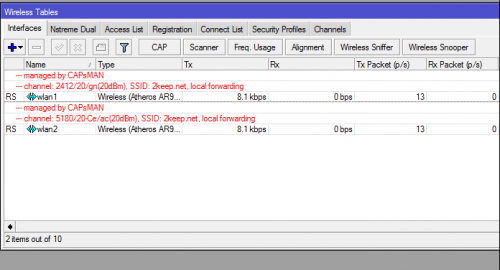 Wireless Tables
Interfaces Nstreme Dual Access List Registration Connect List Security Profiles Channels
CAP Scanner Freq. Usage Alignment Wireless Sniffer Wireless Snooper
Name Type Tx Rx Tx Packet (p/s) Rx Packet (p/s)
--- managed by CAPsMAN
--- channel: 2412/20/gn(20dBm), SSID: 2keep.net, local forwarding
RS wlan1 Wireless (Atheros AR9... 8.1 kbps 0 bps 13 0
--- managed by CAPsMAN
--- channel: 5180/20-Ce/ac(20dBm), SSID: 2keep.net, local forwarding
RS wlan2 Wireless (Atheros AR9... 8.1 kbps 0 bps 13 0
2 items out of 10